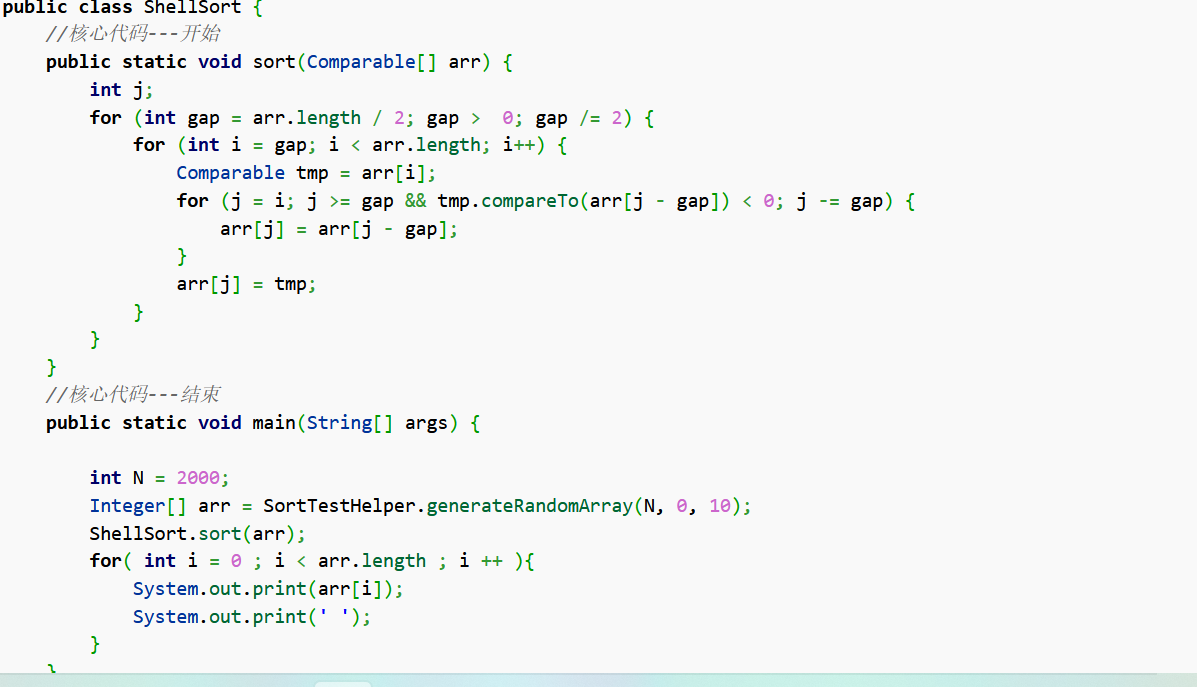 public class ShellSort {
    //核心代码---开始
    public static void sort(Comparable[] arr) {
        int j;
        for (int gap = arr.length / 2; gap >  0; gap /= 2) {
            for (int i = gap; i < arr.length; i++) {
                Comparable tmp = arr[i];
                for (j = i; j >= gap && tmp.compareTo(arr[j - gap]) < 0; j -= gap) {
                    arr[j] = arr[j - gap];
                }
                arr[j] = tmp;
            }
        }
    }
    //核心代码---结束
    public static void main(String[] args) {

        int N = 2000;
        Integer[] arr = SortTestHelper.generateRandomArray(N, 0, 10);
        ShellSort.sort(arr);
        for( int i = 0 ; i < arr.length ; i ++ ){
            System.out.print(arr[i]);
            System.out.print(' ');
        }
    }